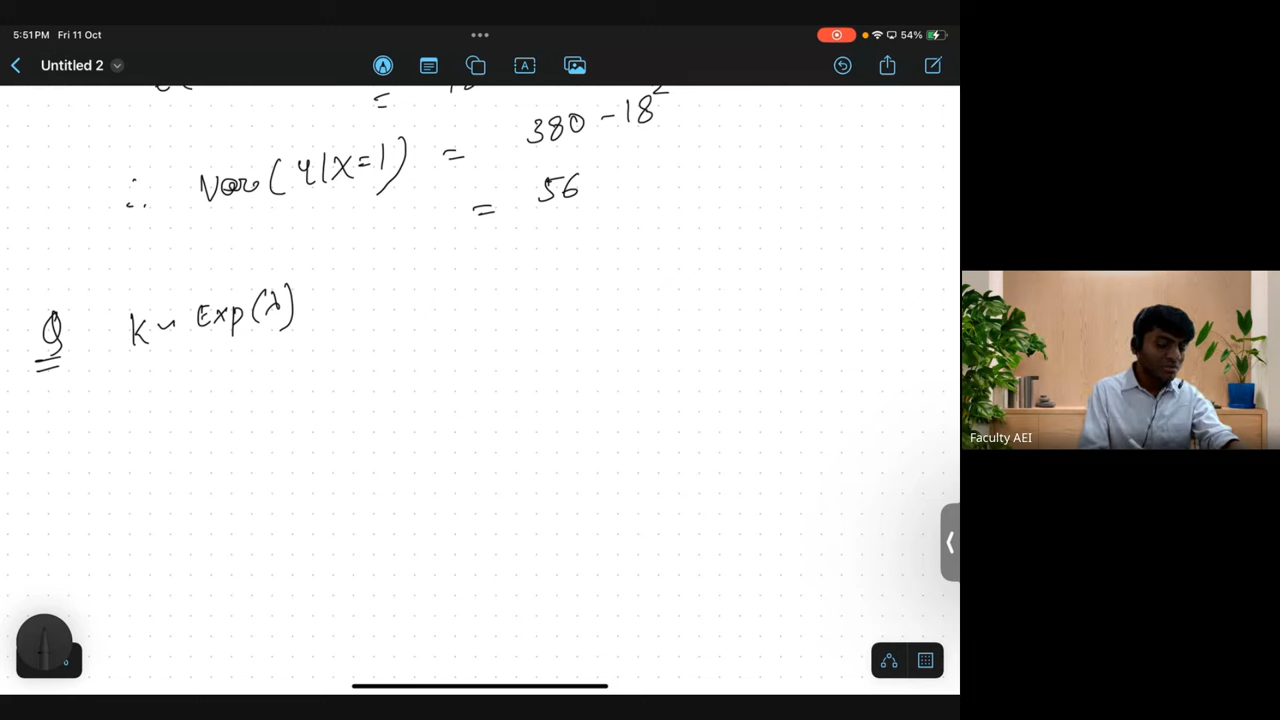 5:51 PM Fri 11 Oct
54%
Untitled 2
A
=
∴ Var(Y|X=1) = 380 - 18²
= 56
Q K ~ Exp(λ)
Faculty AEI